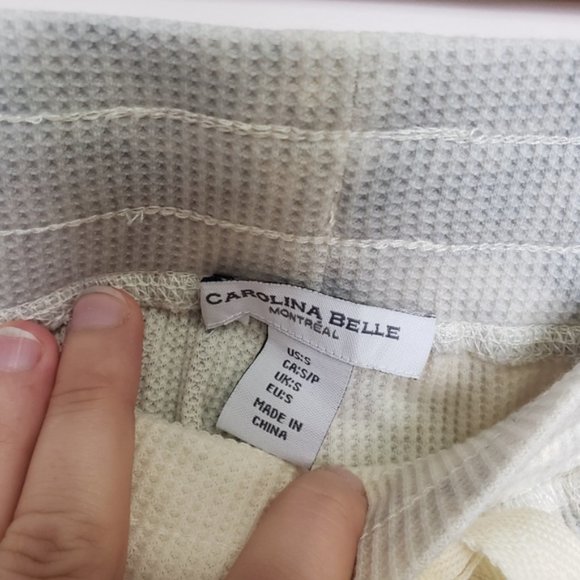 CAROLINA BELLE
MONTRÉAL
US:S
CA:S/P
UK:S
EU:S
MADE IN
CHINA